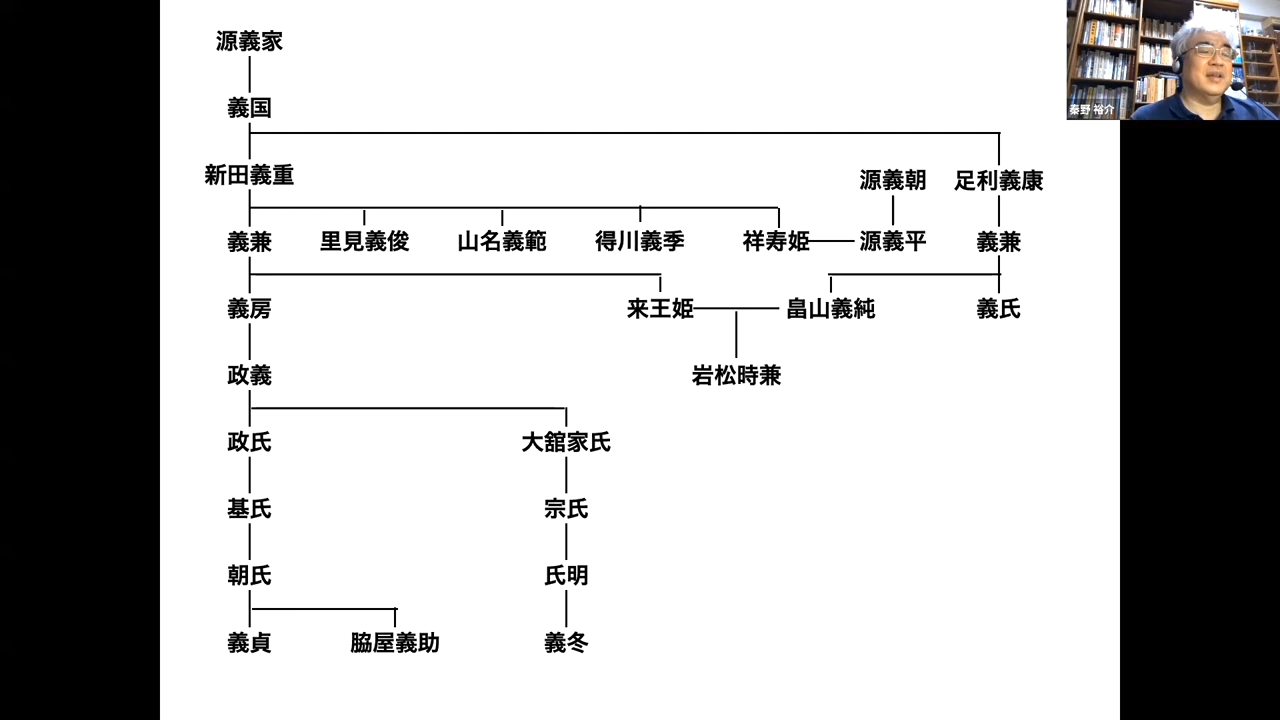 源義家
秦野 裕介
義国
新田義重
源義朝 足利義康
義兼 里見義俊 山名義範 得川義季 祥寿姫 源義平 義兼
義房 来王姫 畠山義純 義氏
政義 岩松時兼
政氏 大舘家氏
基氏 宗氏
朝氏 氏明
義貞 脇屋義助 義冬